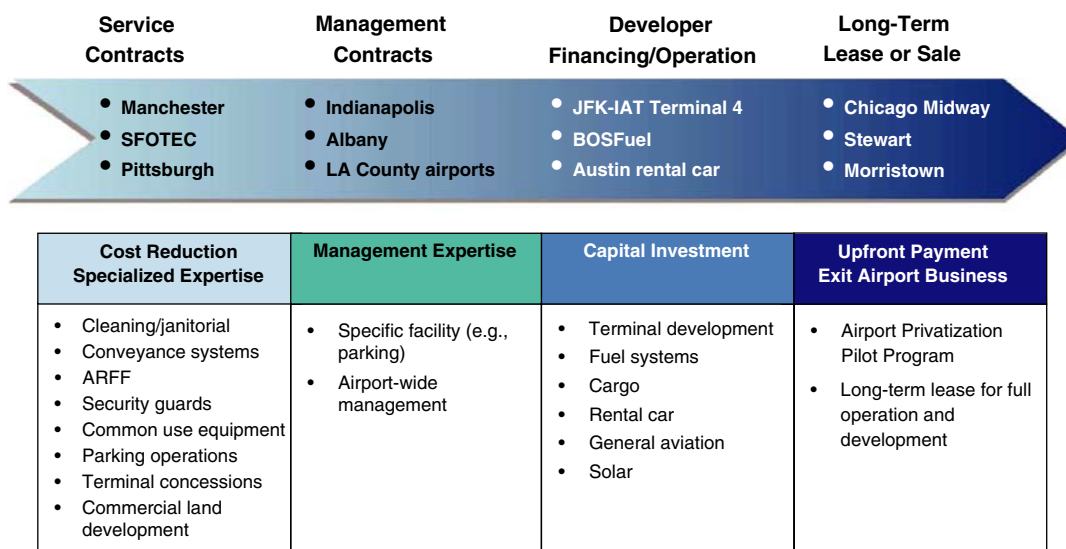 Service
Contracts
Management
Contracts
Developer
Financing/Operation
Long-Term
Lease or Sale
• Manchester
• SFOTEC
• Pittsburgh
• Indianapolis
• Albany
• LA County airports
• JFK-IAT Terminal 4
• BOSFuel
• Austin rental car
• Chicago Midway
• Stewart
• Morristown
Cost Reduction
Specialized Expertise
• Cleaning/janitorial
• Conveyance systems
• ARFF
• Security guards
• Common use equipment
• Parking operations
• Terminal concessions
• Commercial land
development
Management Expertise
• Specific facility (e.g.,
parking)
• Airport-wide
management
Capital Investment
• Terminal development
• Fuel systems
• Cargo
• Rental car
• General aviation
• Solar
Upfront Payment
Exit Airport Business
• Airport Privatization
Pilot Program
• Long-term lease for full
operation and
development